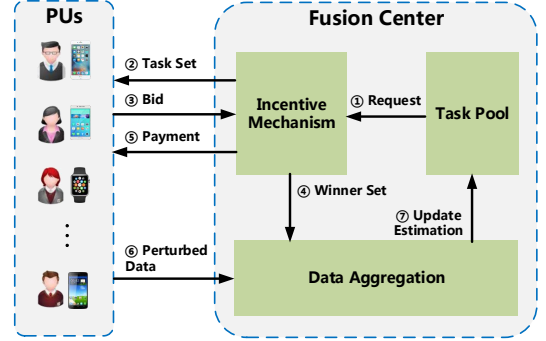 PUs
Fusion Center
② Task Set
③ Bid
⑤ Payment
Incentive
Mechanism
① Request
Task Pool
④ Winner Set
⑦ Update
Estimation
⑥ Perturbed
Data
Data Aggregation